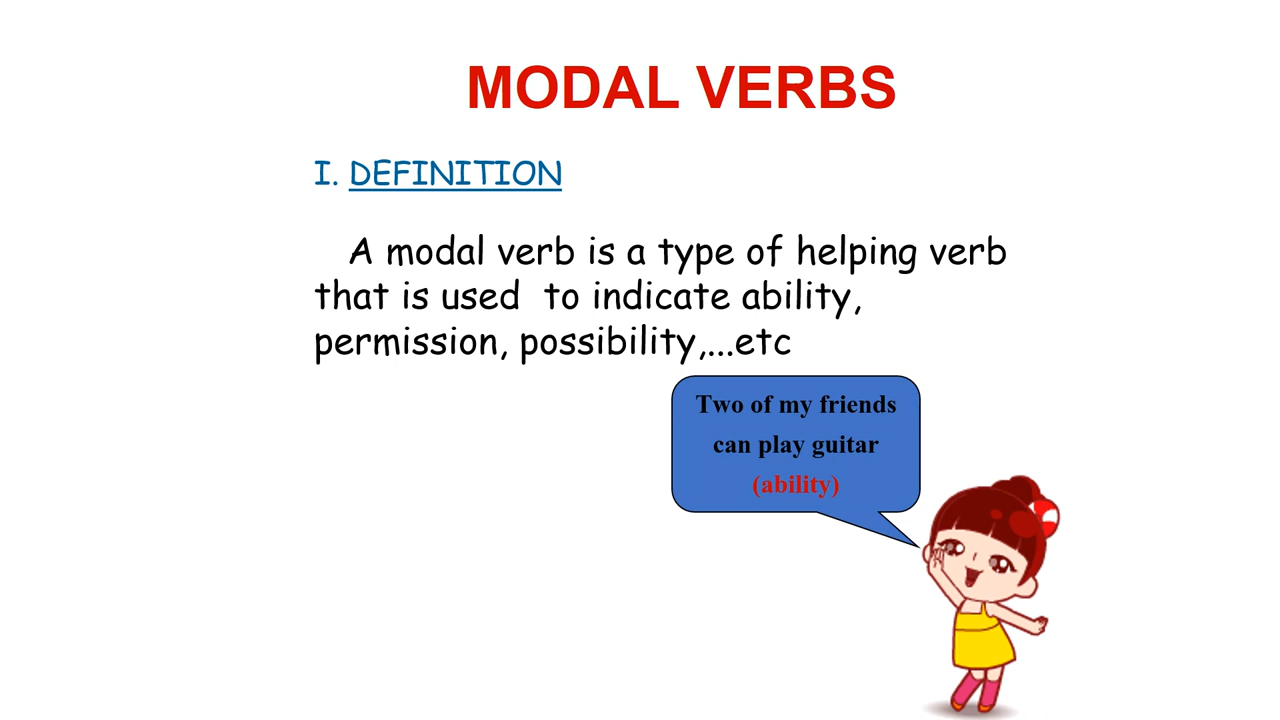 MODAL VERBS
I. DEFINITION
A modal verb is a type of helping verb
that is used  to indicate ability,
permission, possibility,...etc
Two of my friends
can play guitar
(ability)